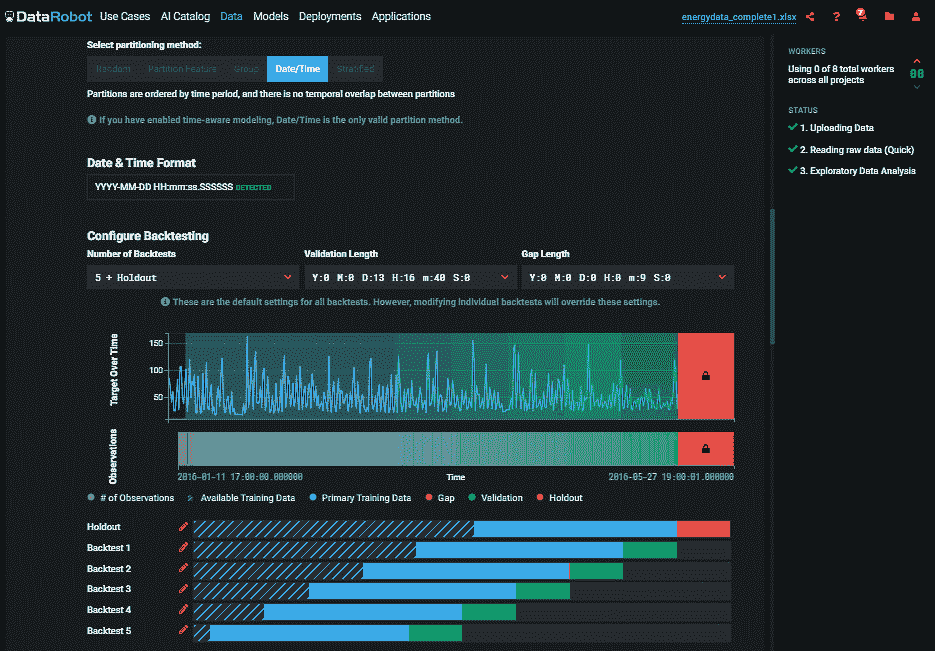 DataRobot Use Cases AI Catalog Data Models Deployments Applications energydata_complete1.xlsx ? 7
WORKERS
Using 0 of 8 total workers
across all projects
STATUS
1. Uploading Data
2. Reading raw data (Quick)
3. Exploratory Data Analysis
Select partitioning method:
Random Partition Feature Group Date/Time Stratified
Partitions are ordered by time period, and there is no temporal overlap between partitions
If you have enabled time-aware modeling, Date/Time is the only valid partition method.
Date & Time Format
YYYY-MM-DD HH:mm:ss.SSSSSS DETECTED
Configure Backtesting
Number of Backtests Validation Length Gap Length
5 + Holdout Y:0 M:0 D:13 H:16 m:40 S:0 Y:0 M:0 D:0 H:0 m:9 S:0
These are the default settings for all backtests. However, modifying individual backtests will override these settings.
Target Over Time
150
100
50
Observations
2016-01-11 17:00:00.000000 Time 2016-05-27 19:00:01.000000
# of Observations Available Training Data Primary Training Data Gap Validation Holdout
Holdout
Backtest 1
Backtest 2
Backtest 3
Backtest 4
Backtest 5